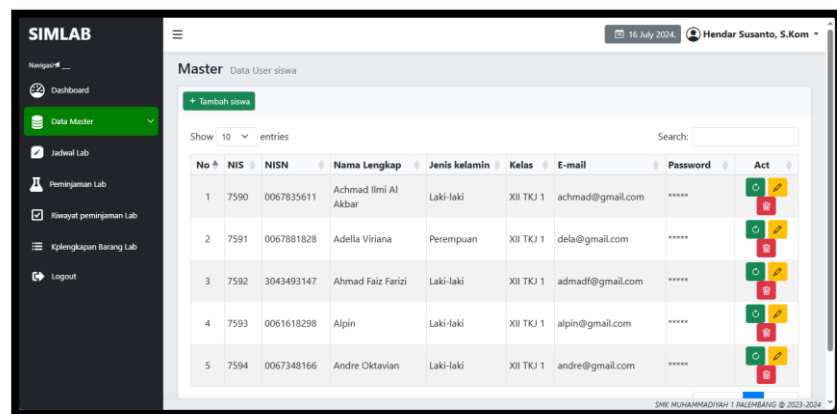 SIMLAB
16 July 2024.
Hendar Susanto, S.Kom
Navigasi
Dashboard
Data Master
Jadwal Lab
Peminjaman Lab
Riwayat peminjaman Lab
Kplengkapan Barang Lab
Logout
Master Data User siswa
+ Tambah siswa
Show 10 entries
Search:
No NIS NISN Nama Lengkap Jenis kelamin Kelas E-mail Password Act
1 7590 0067835611 Achmad Ilmi Al Akbar Laki-laki XII TKJ 1 achmad@gmail.com *****
2 7591 0067881828 Adella Viriana Perempuan XII TKJ 1 dela@gmail.com *****
3 7592 3043493147 Ahmad Faiz Farizi Laki-laki XII TKJ 1 admadf@gmail.com *****
4 7593 0061618298 Alpin Laki-laki XII TKJ 1 alpin@gmail.com *****
5 7594 0067348166 Andre Oktavian Laki-laki XII TKJ 1 andre@gmail.com *****
SMK MUHAMMADIYAH 1 PALEMBANG @ 2023-2024